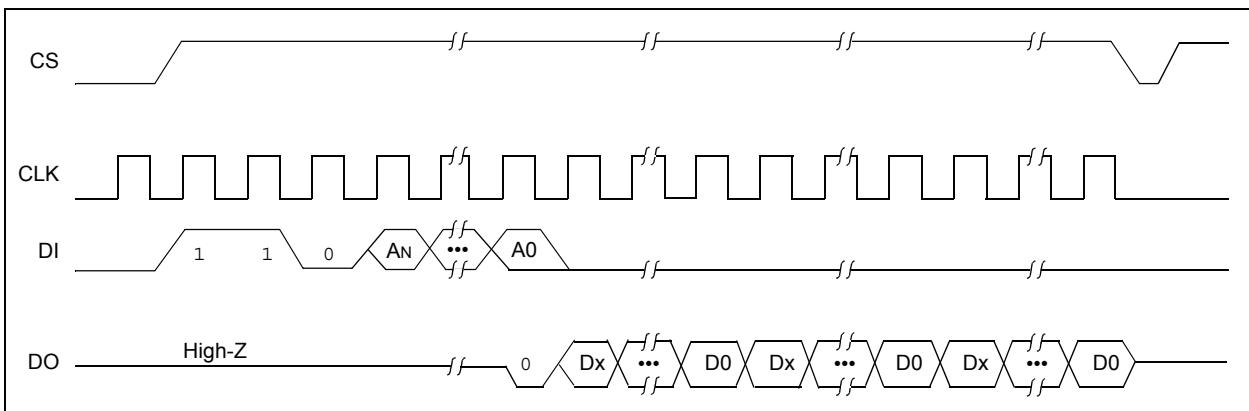 CS
CLK
DI 1 1 0 AN ••• A0
DO High-Z 0 Dx ••• D0 Dx ••• D0 Dx ••• D0